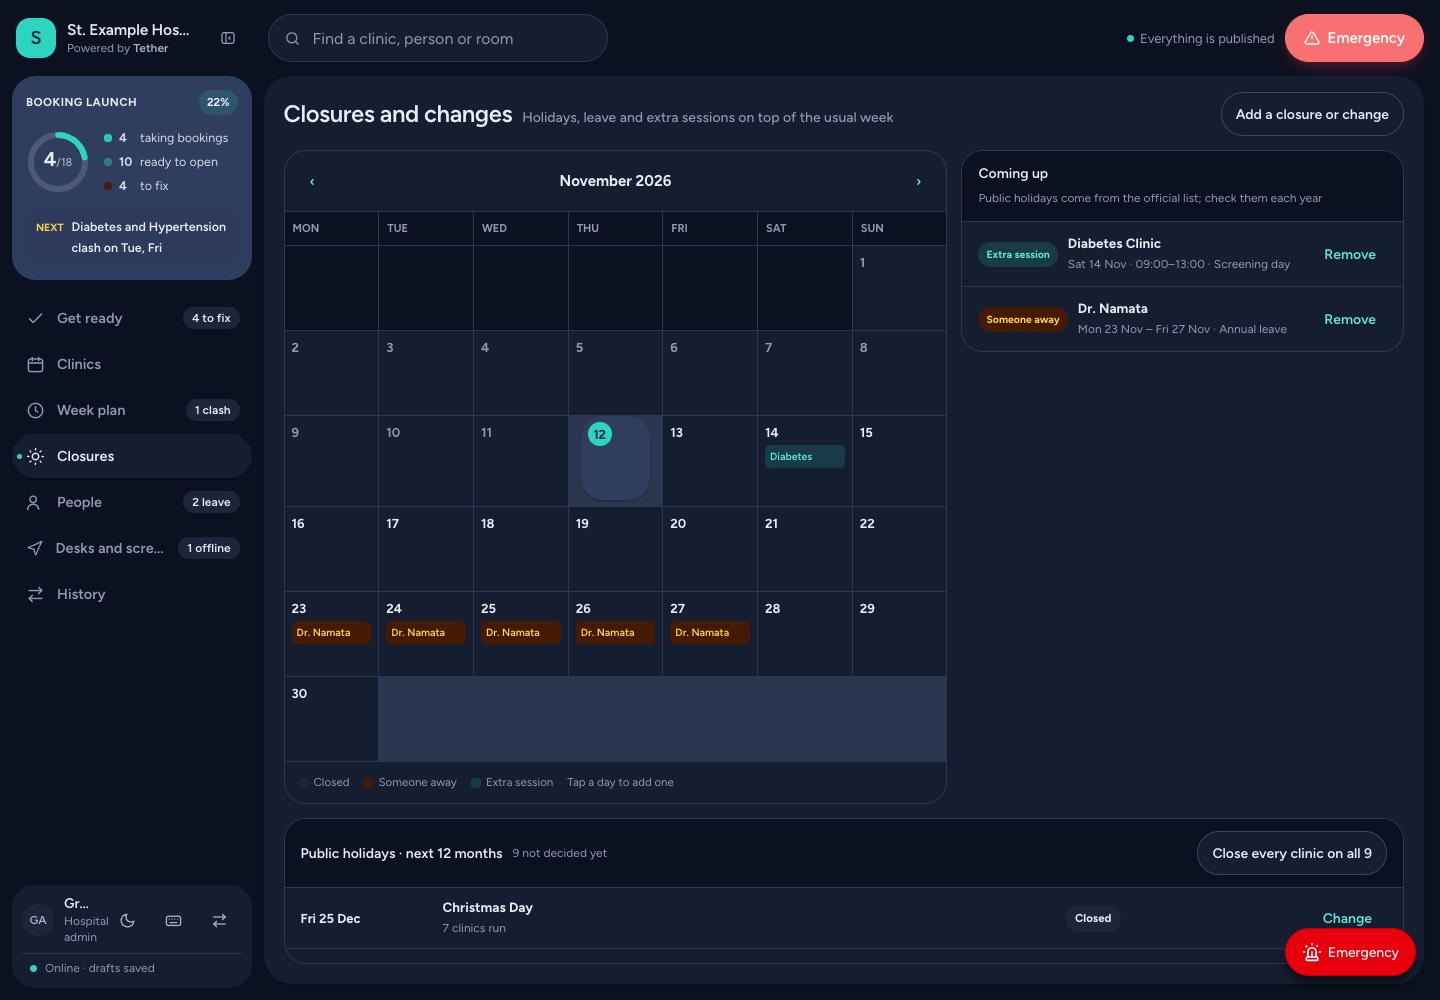 St. Example Hos...
Powered by Tether
S
Find a clinic, person or room
Everything is published
Emergency
BOOKING LAUNCH
22%
4/18
4 taking bookings
10 ready to open
4 to fix
NEXT Diabetes and Hypertension
clash on Tue, Fri
Get ready
4 to fix
Clinics
Week plan
1 clash
Closures
People
2 leave
Desks and scre...
1 offline
History
GA
Gr...
Hospital
admin
Online · drafts saved
Closures and changes
Holidays, leave and extra sessions on top of the usual week
Add a closure or change
‹ November 2026 ›
MON TUE WED THU FRI SAT SUN
1
2 3 4 5 6 7 8
9 10 11 12 13 14 15
Diabetes
16 17 18 19 20 21 22
23 24 25 26 27 28 29
Dr. Namata Dr. Namata Dr. Namata Dr. Namata Dr. Namata
30
Closed Someone away Extra session Tap a day to add one
Coming up
Public holidays come from the official list; check them each year
Extra session
Diabetes Clinic
Sat 14 Nov · 09:00–13:00 · Screening day
Remove
Someone away
Dr. Namata
Mon 23 Nov – Fri 27 Nov · Annual leave
Remove
Public holidays · next 12 months
9 not decided yet
Close every clinic on all 9
Fri 25 Dec
Christmas Day
7 clinics run
Closed
Change
Emergency